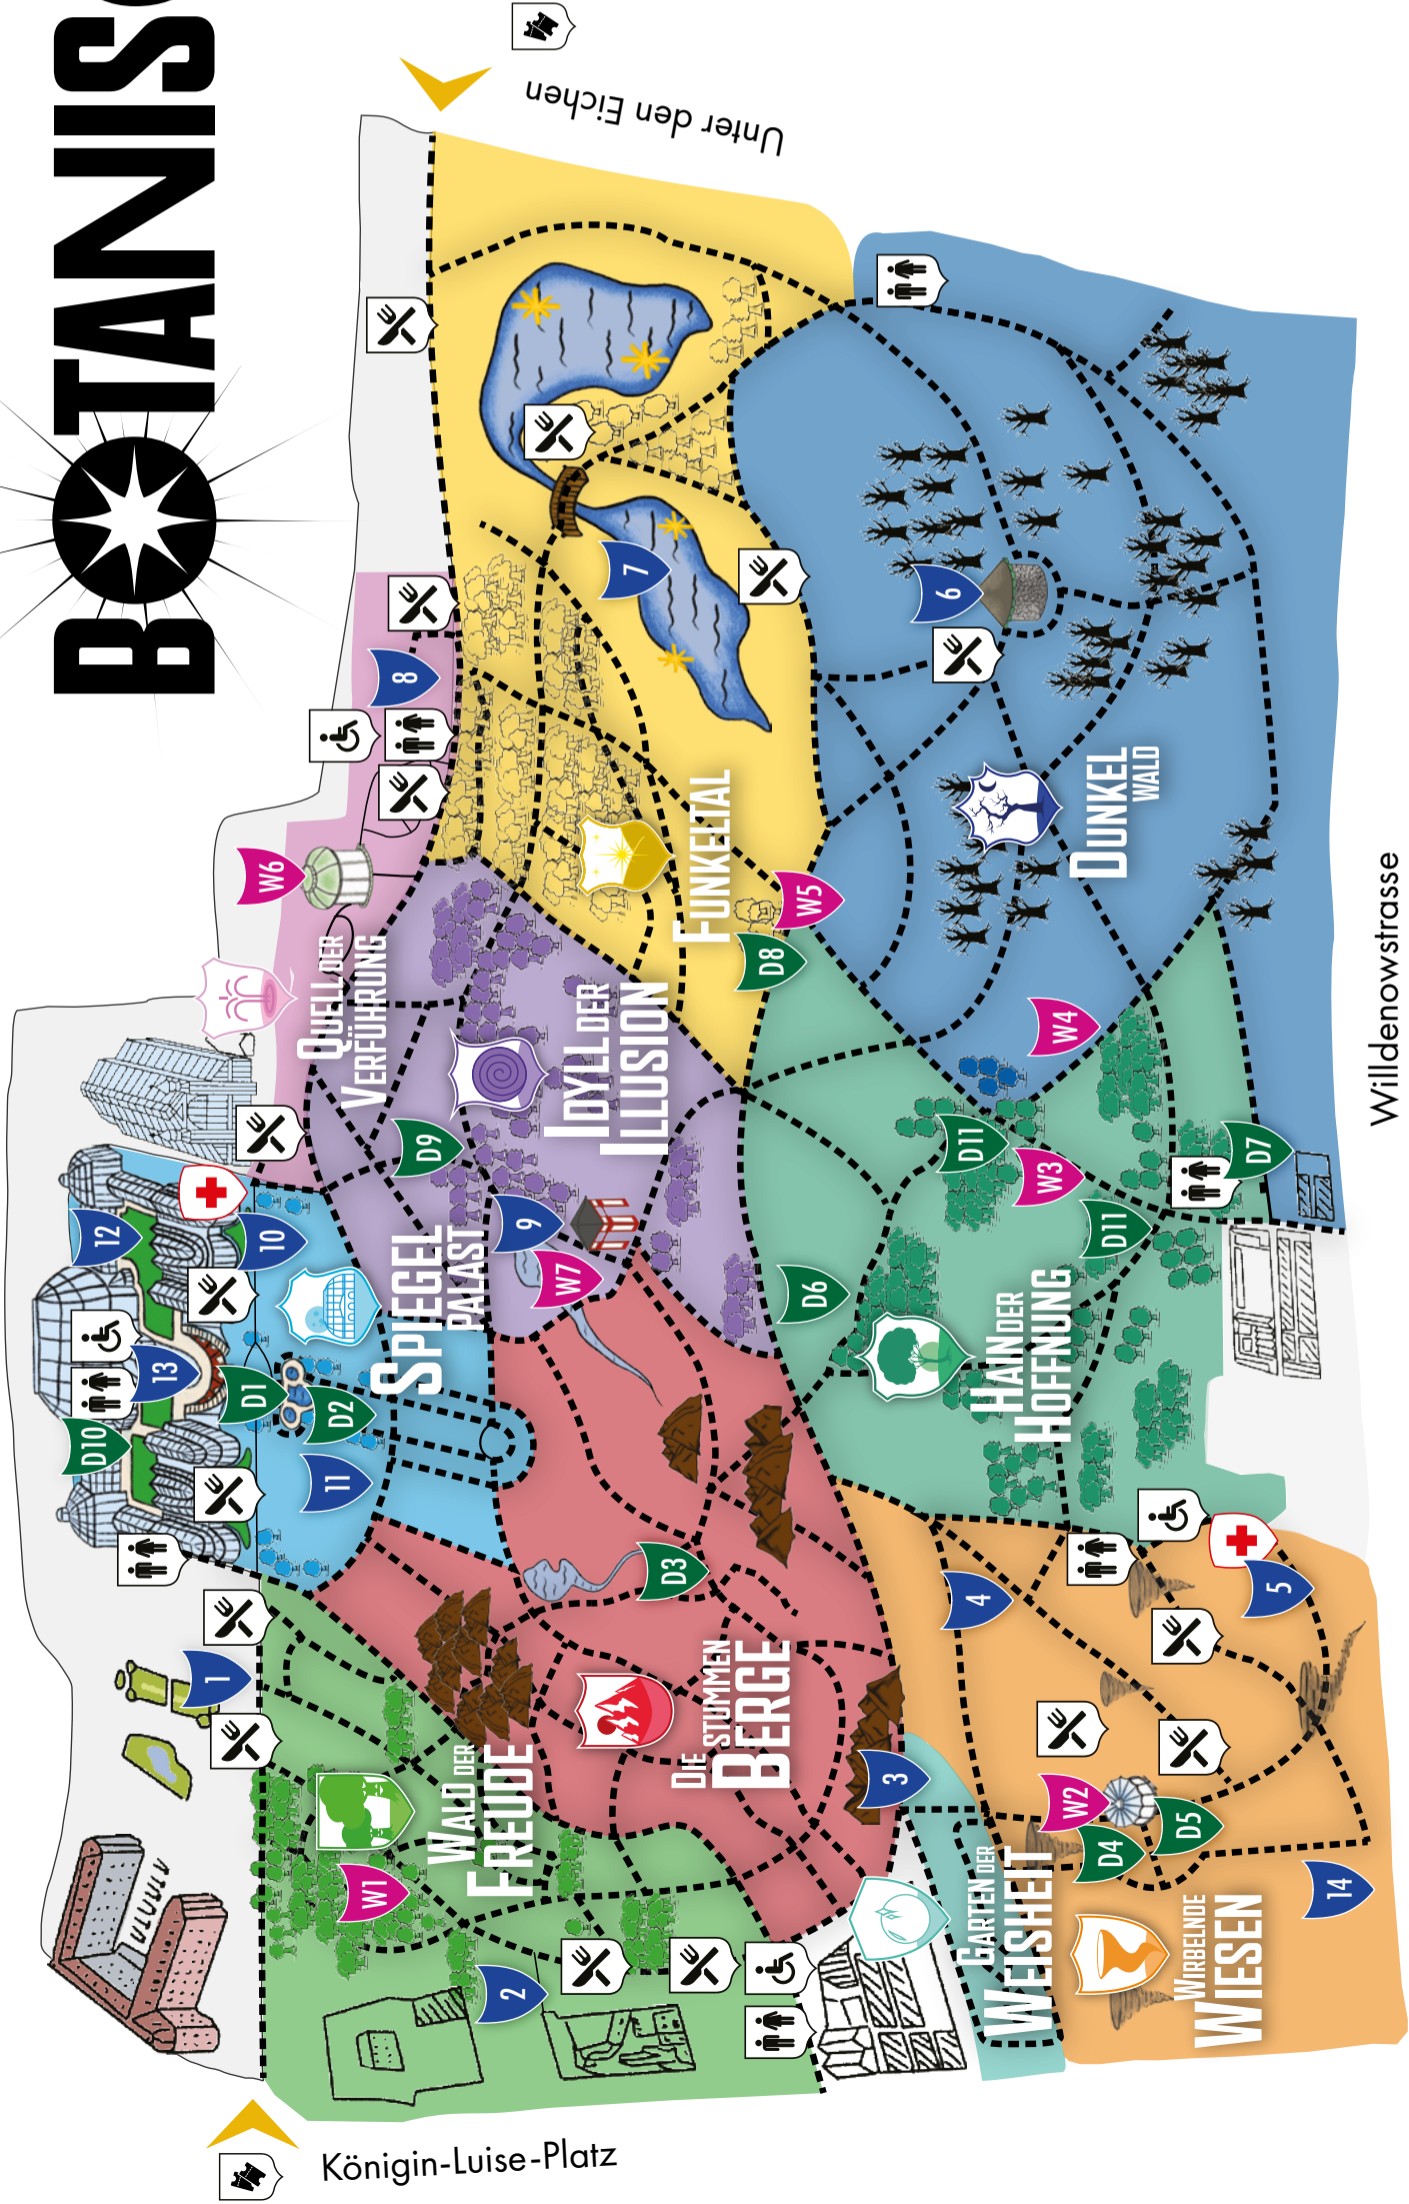 BOTANISC
Unter den Eichen
8
W6
7
6
QUELL DER
VERFÜHRUNG
FUNKELTAL
W5
D8
DUNKEL
WALD
W4
IDYLL DER
ILLUSION
D9
9
W7
12
10
13
D1
D2
D10
11
SPIEGEL
PALAST
D11
W3
D11
D7
D6
HAIN DER
HOFFNUNG
Willdenowstrasse
D3
DIE STUMMEN
BERGE
3
4
5
1
WALD DER
FREUDE
W1
2
GARTEN DER
WEISHEIT
W2
D4
D5
14
WIRBELNDE
WIESEN
Königin-Luise-Platz